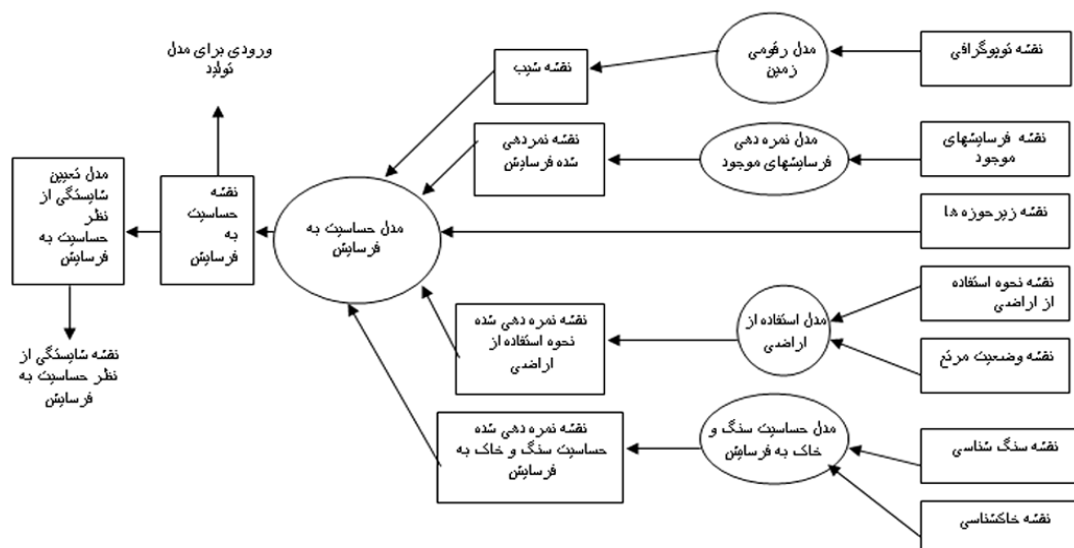 نقشه توپوگرافی
مدل رقومی
زمین
نقشه شیب
ورودی برای مدل
تولید
نقشه فرسایشهای
موجود
مدل نمره دهی
فرسایشهای موجود
نقشه نمردهی
شده فرسایش
نقشه زیرحوزه ها
مدل حساسیت به
فرسایش
نقشه
حساسیت
به
فرسایش
مدل تعیین
شایستگی از
نظر
حساسیت به
فرسایش
نقشه شایستگی از
نظر حساسیت به
فرسایش
نقشه نحوه استفاده
از اراضی
نقشه وضعیت مرتع
مدل استفاده از
اراضی
نقشه نمره دهی شده
نحوه استفاده از
اراضی
نقشه سنگ شناسی
نقشه خاکشناسی
مدل حساسیت سنگ و
خاک به فرسایش
نقشه نمره دهی شده
حساسیت سنگ و خاک به
فرسایش